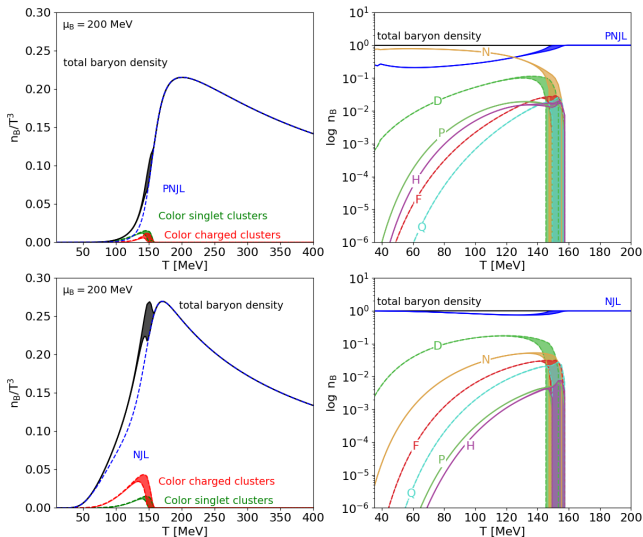 0.30
0.25
0.20
0.15
0.10
0.05
0.00
n_B/T³
μ_B = 200 MeV
total baryon density
PNJL
Color singlet clusters
Color charged clusters
50 100 150 200 250 300 350 400
T [MeV]
10⁰
10⁻¹
10⁻²
10⁻³
10⁻⁴
10⁻⁵
10⁻⁶
10¹
log n_B
total baryon density
PNJL
N
D
P
H
F
Q
40 60 80 100 120 140 160 180 200
T [MeV]
0.30
0.25
0.20
0.15
0.10
0.05
0.00
n_B/T³
μ_B = 200 MeV
total baryon density
NJL
Color charged clusters
Color singlet clusters
50 100 150 200 250 300 350 400
T [MeV]
10¹
10⁰
10⁻¹
10⁻²
10⁻³
10⁻⁴
10⁻⁵
10⁻⁶
log n_B
total baryon density
NJL
D
N
F
P
H
Q
40 60 80 100 120 140 160 180 200
T [MeV]